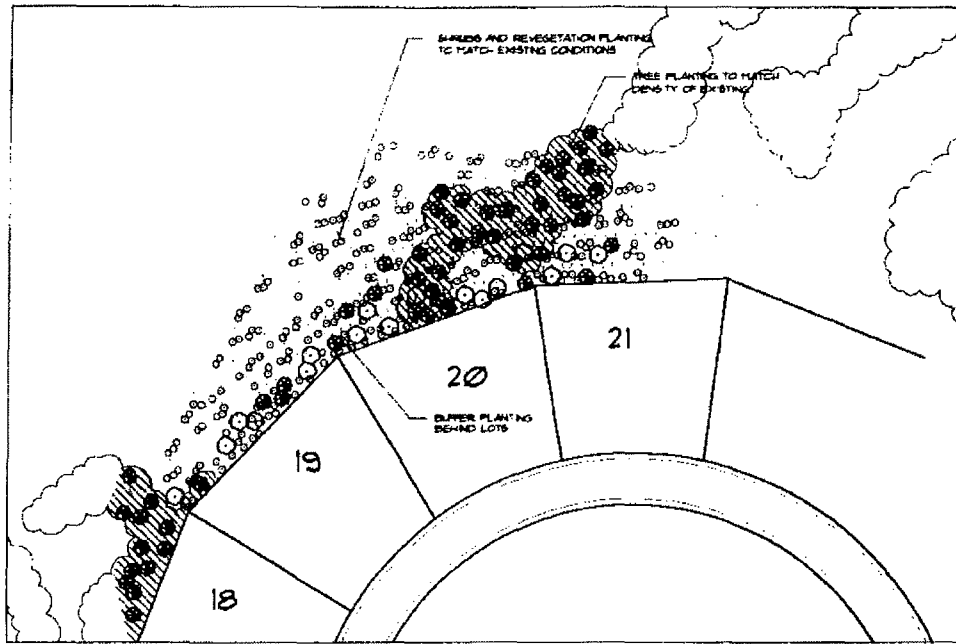 SHRUBS AND REVEGETATION PLANTING
TO MATCH EXISTING CONDITIONS
TREE PLANTING TO MATCH
DENSITY OF EXISTING
21
20
BUFFER PLANTING
BEHIND LOTS
19
18